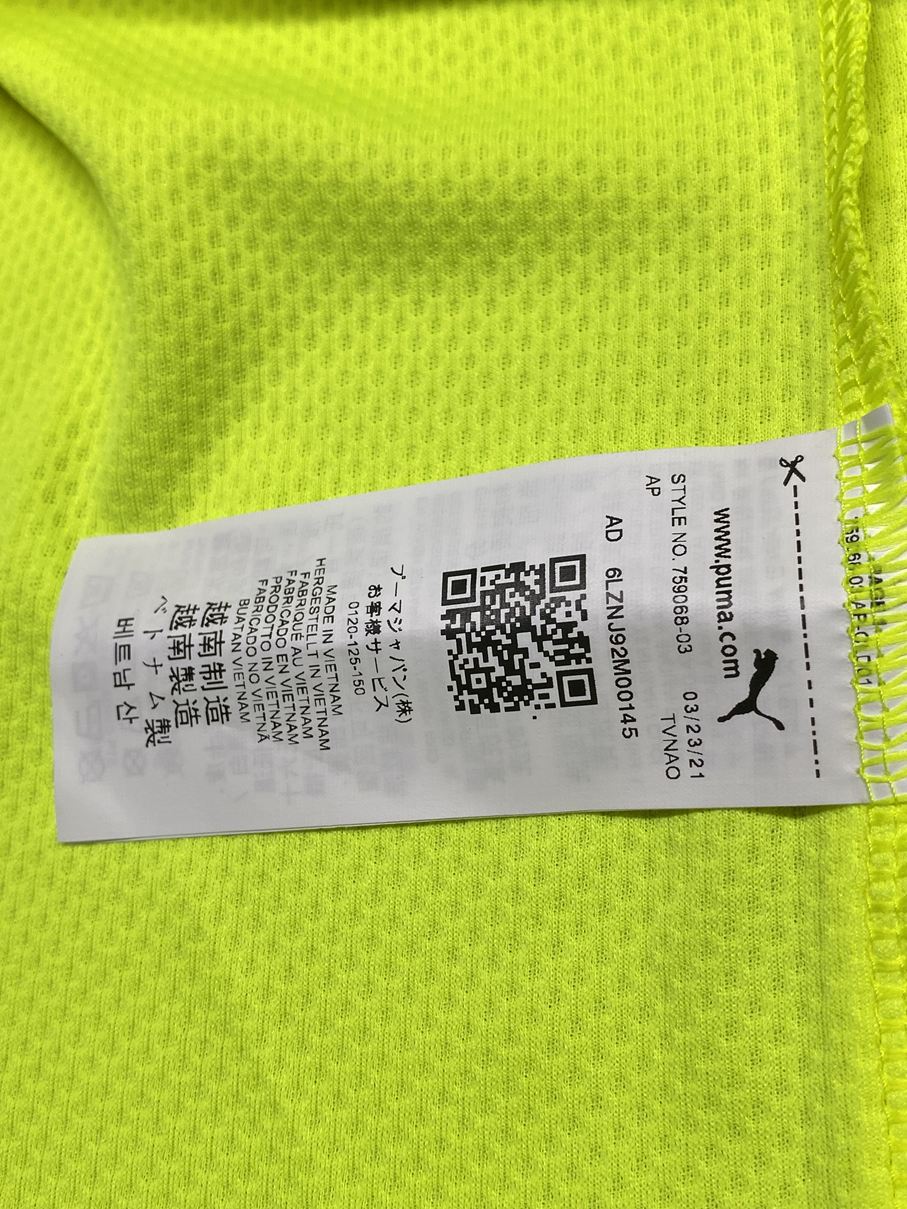 www.puma.com
STYLE NO. 759068-03 03/23/21
AP TVNAO
AD 6LZNJ92M00145
プーマジャパン(株)
お客様サービス
0120-125-150
MADE IN VIETNAM
HERGESTELLT IN VIETNAM
FABRIQUÉ AU VIETNAM
FABRICADO EN VIETNAM
PRODOTTO IN VIETNAM
FABRICADO NO VIETNÃ
BUATAN VIETNAM
越南制造
越南製造
ベトナム製
베트남 산